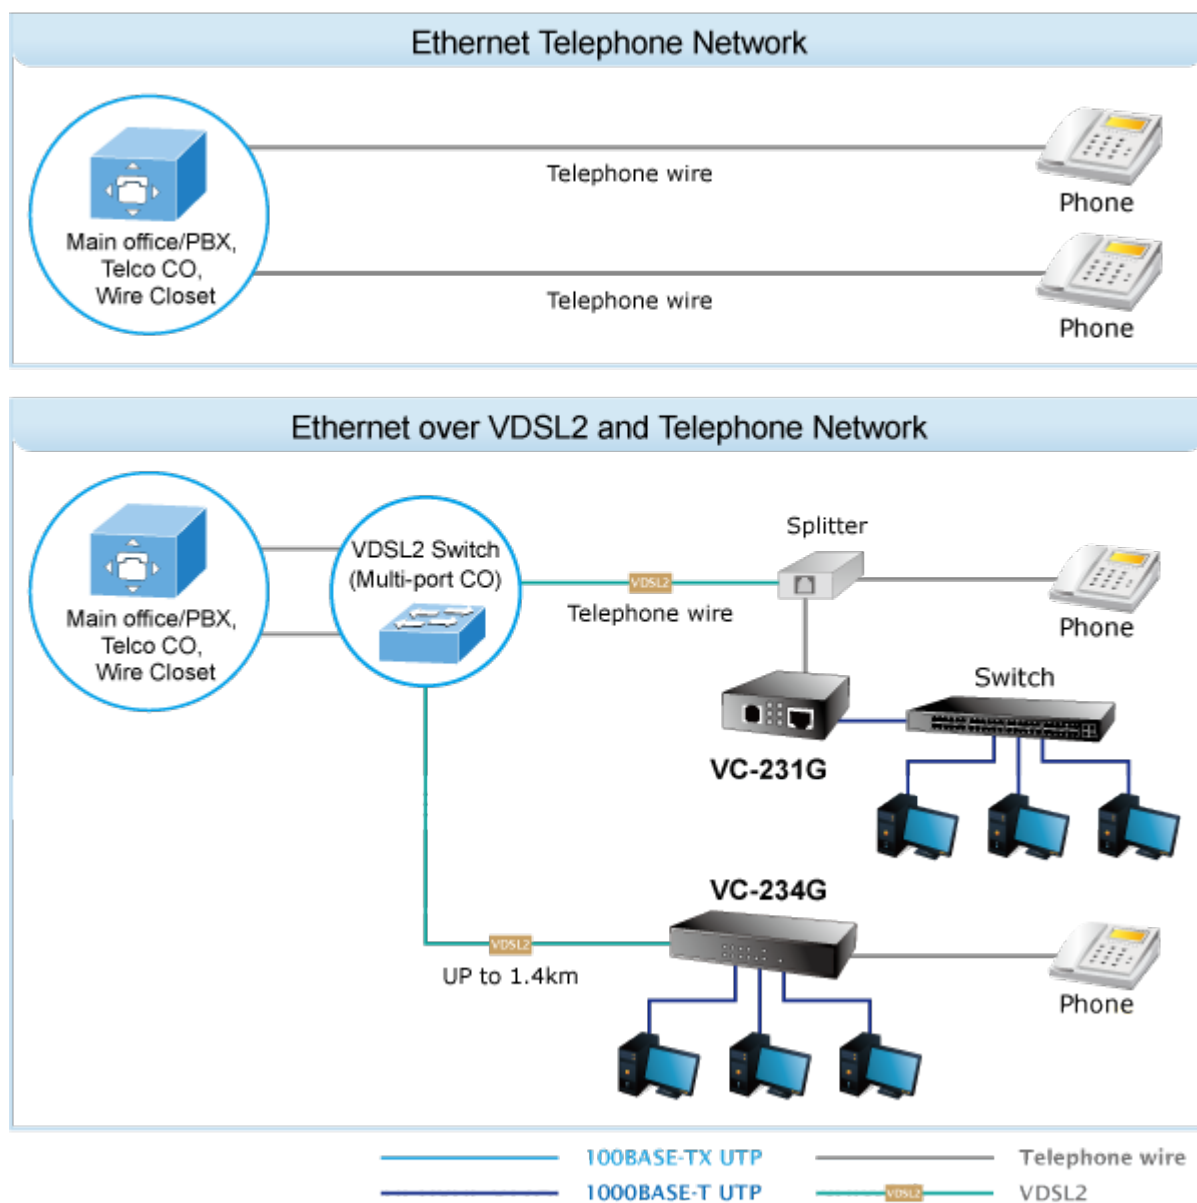 Ethernet Telephone Network
Telephone wire
Phone
Main office/PBX,
Telco CO,
Wire Closet
Telephone wire
Phone
Ethernet over VDSL2 and Telephone Network
Splitter
VDSL2 Switch
(Multi-port CO)
VDSL2
Telephone wire
Main office/PBX,
Telco CO,
Wire Closet
Phone
Switch
VC-231G
VC-234G
VDSL2
UP to 1.4km
Phone
100BASE-TX UTP
Telephone wire
1000BASE-T UTP
VDSL2
VDSL2